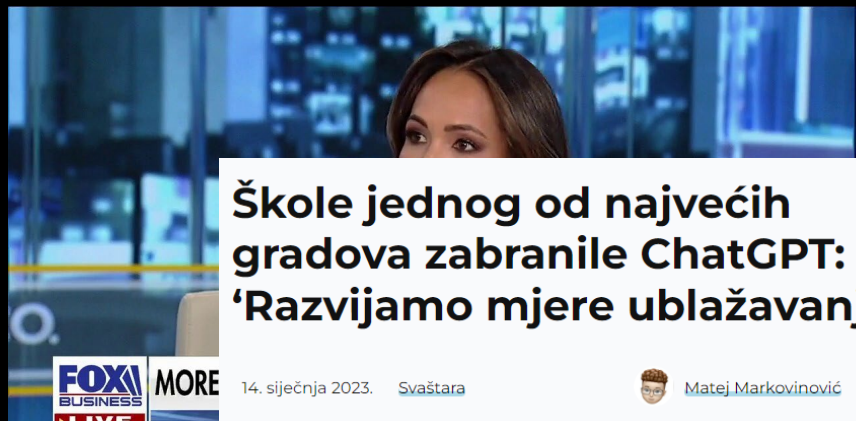 Škole jednog od najvećih
gradova zabranile ChatGPT:
‘Razvijamo mjere ublažavan
O.
FOX
BUSINESS
MORE
LIVE
14. siječnja 2023.
Svaštara
Matej Markovinović